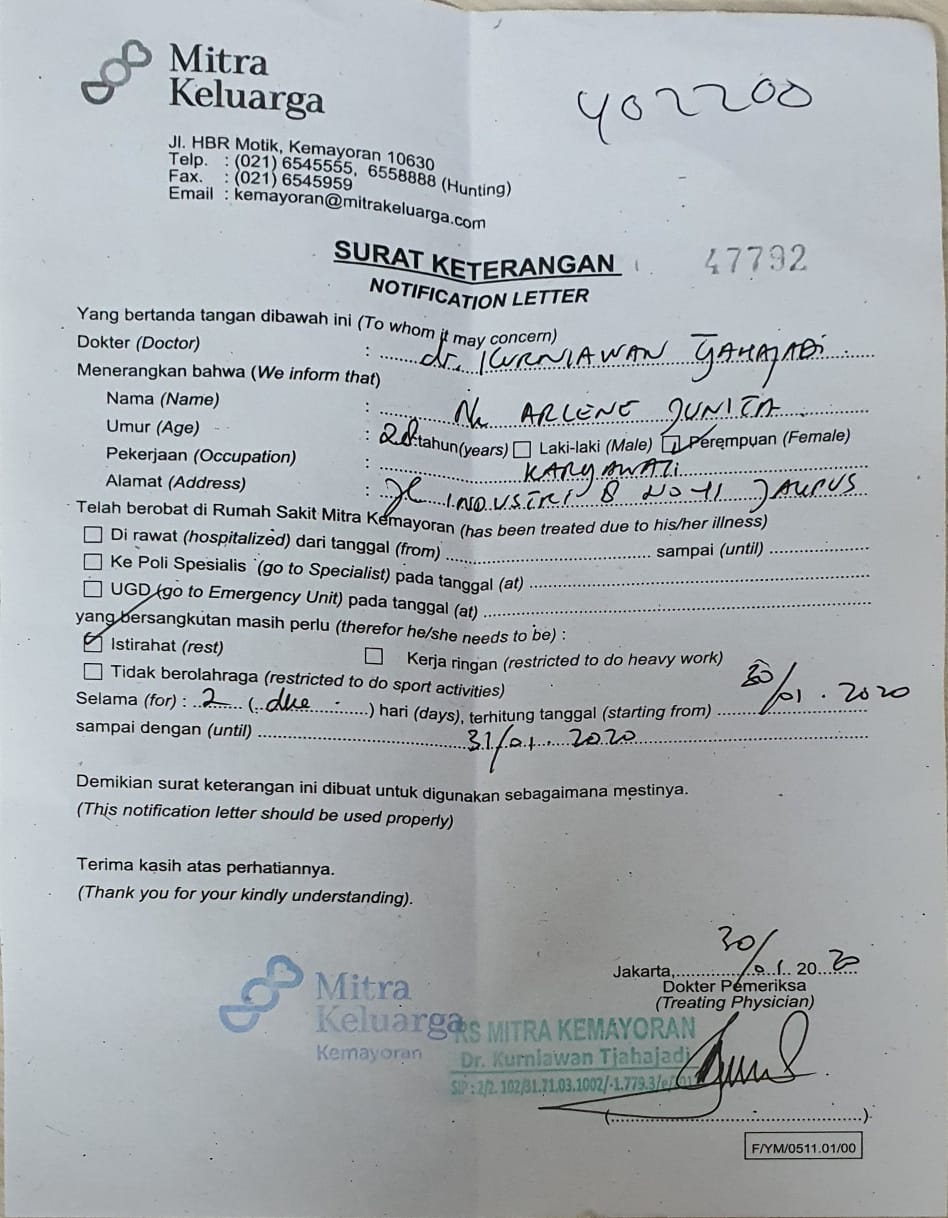 Mitra
Keluarga
402200
Jl. HBR Motik, Kemayoran 10630
Telp. : (021) 6545555, 6558888 (Hunting)
Fax. : (021) 6545959
Email : kemayoran@mitrakeluarga.com
SURAT KETERANGAN
47792
NOTIFICATION LETTER
Yang bertanda tangan dibawah ini (To whom it may concern)
Dokter (Doctor) : dr. KURNIAWAN TJAHAJADI
Menerangkan bahwa (We inform that)
Nama (Name) : Nn ARLENE JUNITA
Umur (Age) : 28 tahun(years) Laki-laki (Male) Perempuan (Female)
Pekerjaan (Occupation) : KARYAWATI
Alamat (Address) : JL INDUSTRI 8 NO 11 JAKPUS
Telah berobat di Rumah Sakit Mitra Kemayoran (has been treated due to his/her illness)
Di rawat (hospitalized) dari tanggal (from) sampai (until)
Ke Poli Spesialis (go to Specialist) pada tanggal (at)
UGD (go to Emergency Unit) pada tanggal (at)
yang bersangkutan masih perlu (therefor he/she needs to be) :
Istirahat (rest) Kerja ringan (restricted to do heavy work)
Tidak berolahraga (restricted to do sport activities)
Selama (for) : 2 (due) hari (days), terhitung tanggal (starting from) 30/01.2020
sampai dengan (until) 31/01.2020
Demikian surat keterangan ini dibuat untuk digunakan sebagaimana mestinya.
(This notification letter should be used properly)
Terima kasih atas perhatiannya.
(Thank you for your kindly understanding).
Jakarta, 30/01 2020
Dokter Pemeriksa
(Treating Physician)
Mitra
Keluarga
Kemayoran
RS MITRA KEMAYORAN
Dr. Kurniawan Tjahajadi
SIP : 2/2. 102/31.71.03.1002/-1.779.3/e/
(                    )
F/YM/0511.01/00